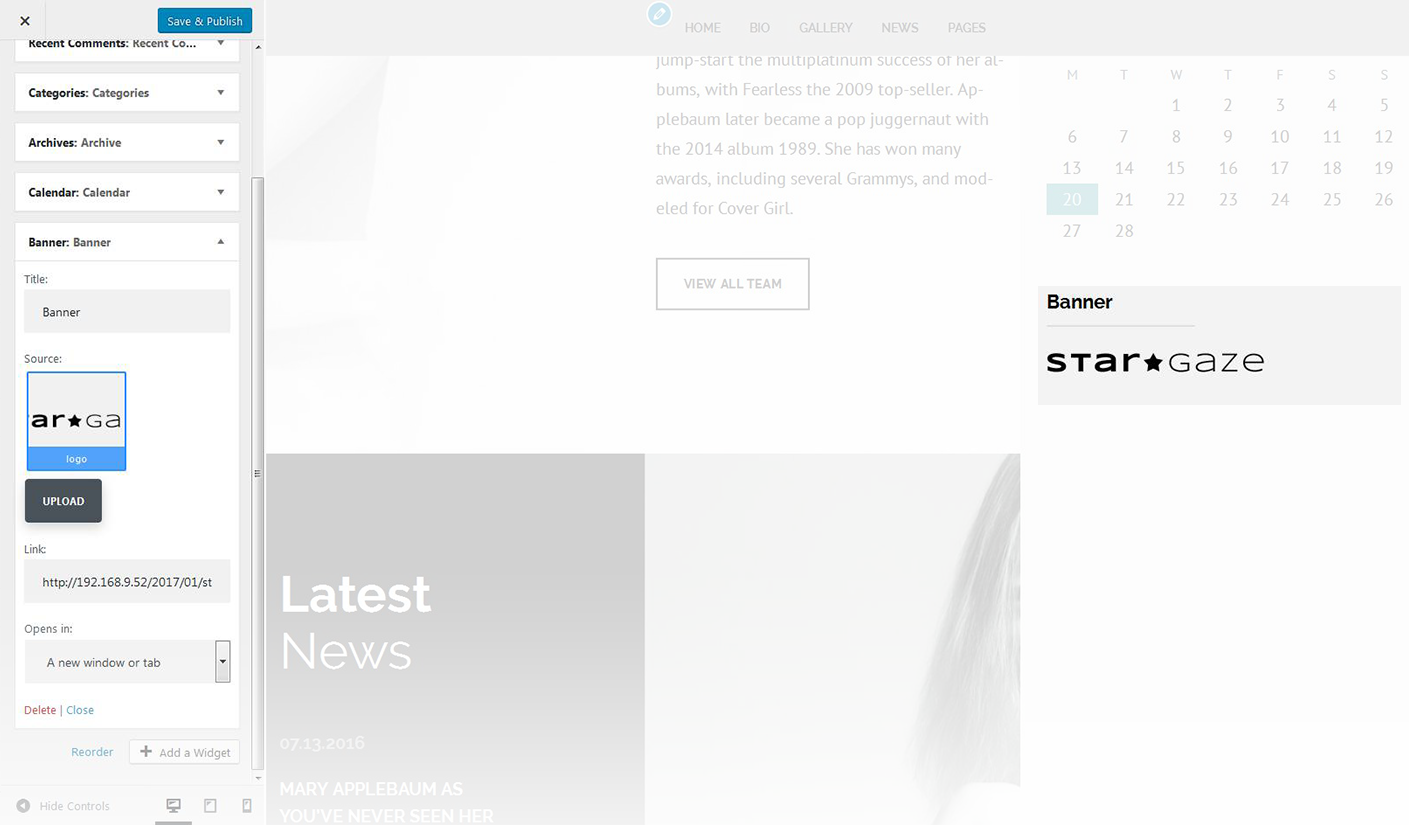 Save & Publish
Recent Comments: Recent Co...
Categories: Categories
Archives: Archive
Calendar: Calendar
Banner: Banner
Title:
Banner
Source:
ar★Ga
logo
UPLOAD
Link:
http://192.168.9.52/2017/01/st
Opens in:
A new window or tab
Delete | Close
Reorder
Add a Widget
Hide Controls
HOME BIO GALLERY NEWS PAGES
jump-start the multiplatinum success of her al-
bums, with Fearless the 2009 top-seller. Ap-
plebaum later became a pop juggernaut with
the 2014 album 1989. She has won many
awards, including several Grammys, and mod-
eled for Cover Girl.
VIEW ALL TEAM
Latest
News
07.13.2016
MARY APPLEBAUM AS
YOU'VE NEVER SEEN HER
M T W T F S S
1 2 3 4 5
6 7 8 9 10 11 12
13 14 15 16 17 18 19
20 21 22 23 24 25 26
27 28
Banner
STAR★GAZE